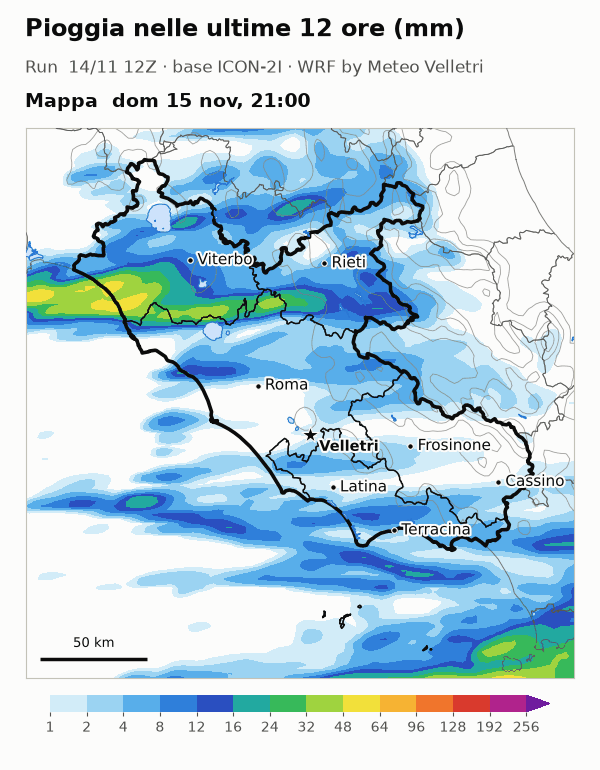 Pioggia nelle ultime 12 ore (mm)
Run 14/11 12Z · base ICON-2I · WRF by Meteo Velletri
Mappa dom 15 nov, 21:00
Viterbo
Rieti
Roma
Velletri
Frosinone
Cassino
Latina
Terracina
50 km
1 2 4 8 12 16 24 32 48 64 96 128 192 256